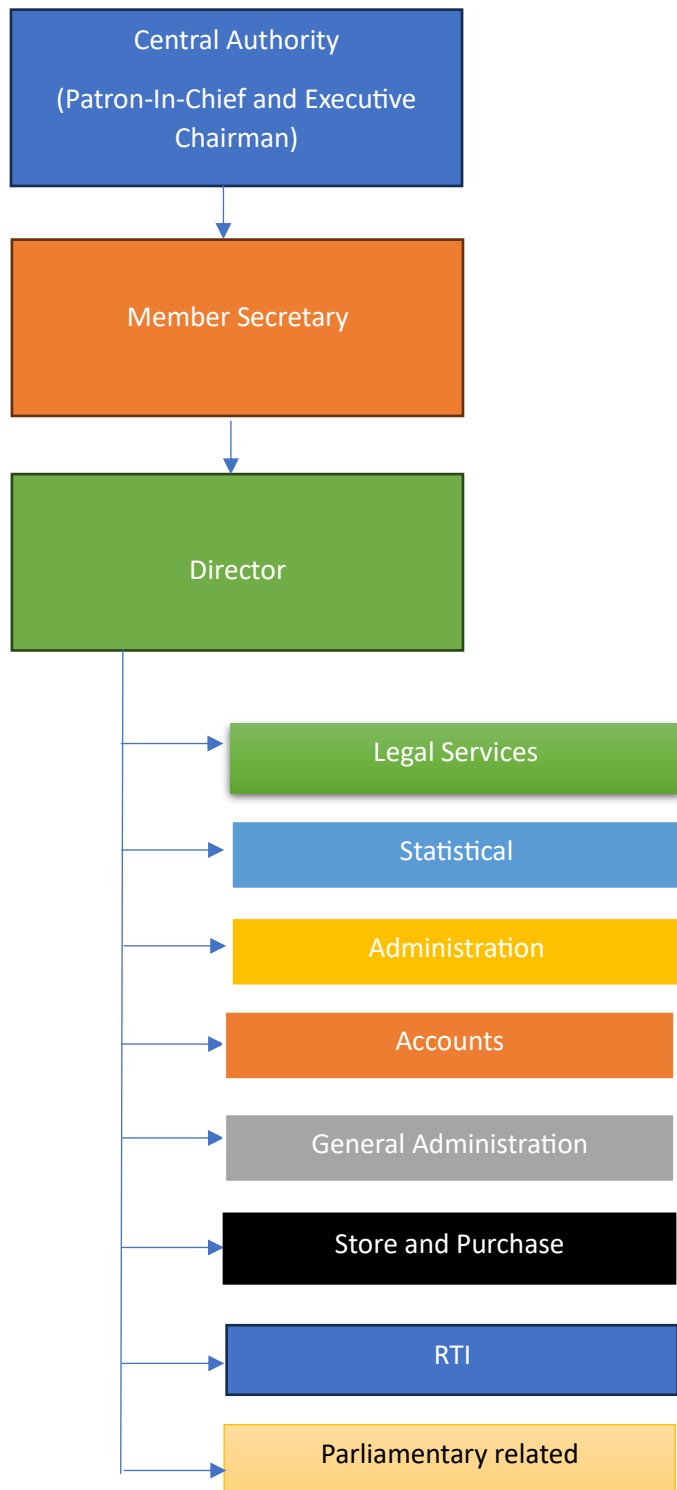 Central Authority
(Patron-In-Chief and Executive
Chairman)
Member Secretary
Director
Legal Services
Statistical
Administration
Accounts
General Administration
Store and Purchase
RTI
Parliamentary related